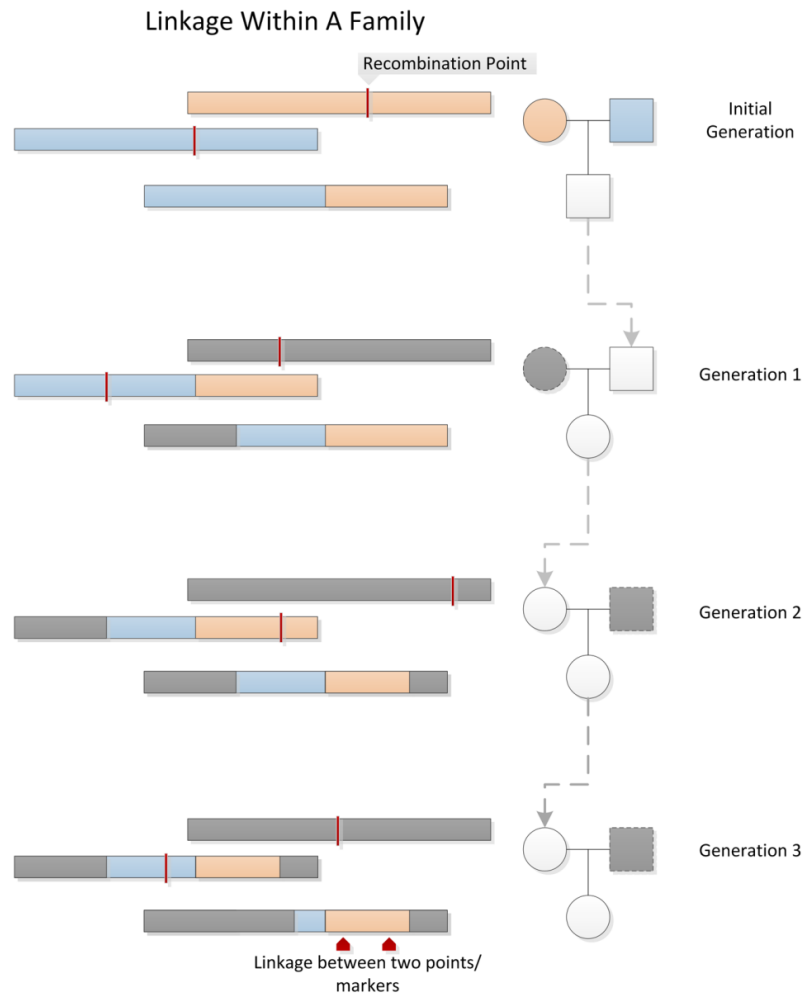 Linkage Within A Family
Recombination Point
Initial
Generation
Generation 1
Generation 2
Generation 3
Linkage between two points/
markers